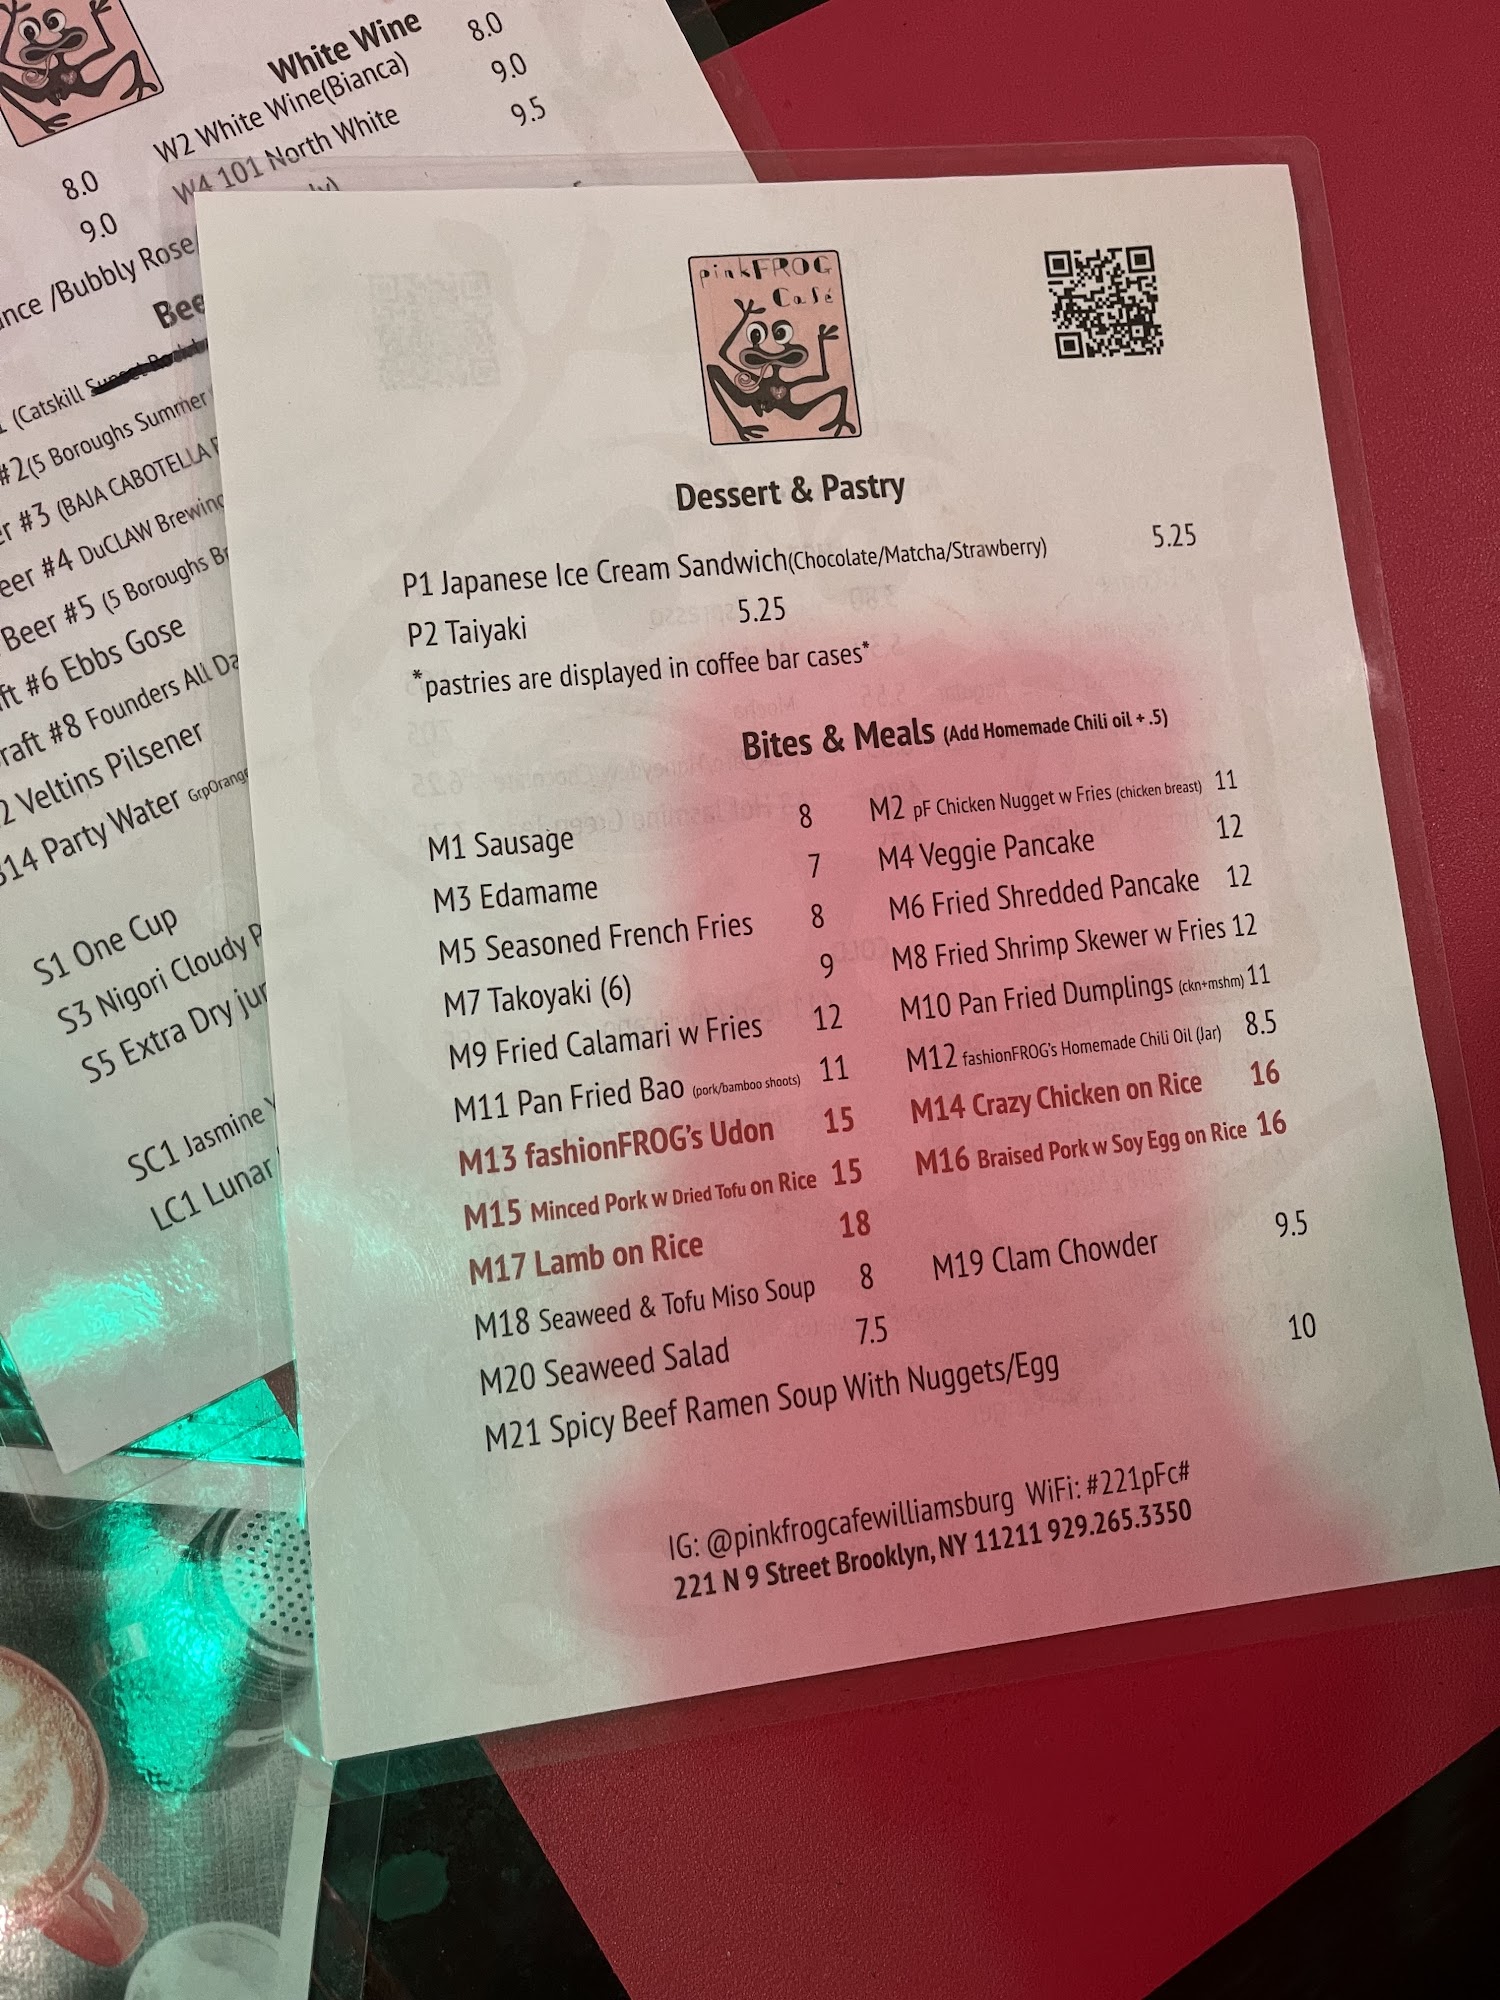 White Wine
W2 White Wine(Bianca) 8.0
W4 101 North White 9.0
9.5
8.0
9.0
/Bubbly Rose
(Catskill
#2(5 Boroughs Summer
#3 (BAJA CABOTELLA
#4 DuCLAW Brewing
Beer #5 (5 Boroughs
#6 Ebbs Gose
#8 Founders All
Veltins Pilsener
Party Water GrpOrange
S1 One Cup
S3 Nigori Cloudy
S5 Extra Dry
SC1 Jasmine
LC1 Lunar
pinkFROG
Café
Dessert & Pastry
P1 Japanese Ice Cream Sandwich(Chocolate/Matcha/Strawberry) 5.25
P2 Taiyaki 5.25
*pastries are displayed in coffee bar cases*
Bites & Meals (Add Homemade Chili oil + .5)
M1 Sausage 8 M2 pF Chicken Nugget w Fries (chicken breast) 11
M3 Edamame 7 M4 Veggie Pancake 12
M5 Seasoned French Fries 8 M6 Fried Shredded Pancake 12
M7 Takoyaki (6) 9 M8 Fried Shrimp Skewer w Fries 12
M9 Fried Calamari w Fries 12 M10 Pan Fried Dumplings (ckn+mshm) 11
M11 Pan Fried Bao (pork/bamboo shoots) 11 M12 fashionFROG's Homemade Chili Oil (Jar) 8.5
M13 fashionFROG's Udon 15 M14 Crazy Chicken on Rice 16
M15 Minced Pork w Dried Tofu on Rice 15 M16 Braised Pork w Soy Egg on Rice 16
M17 Lamb on Rice 18
M18 Seaweed & Tofu Miso Soup 8 M19 Clam Chowder 9.5
M20 Seaweed Salad 7.5
M21 Spicy Beef Ramen Soup With Nuggets/Egg 10
IG: @pinkfrogcafewilliamsburg WiFi: #221pFc#
221 N 9 Street Brooklyn, NY 11211 929.265.3350